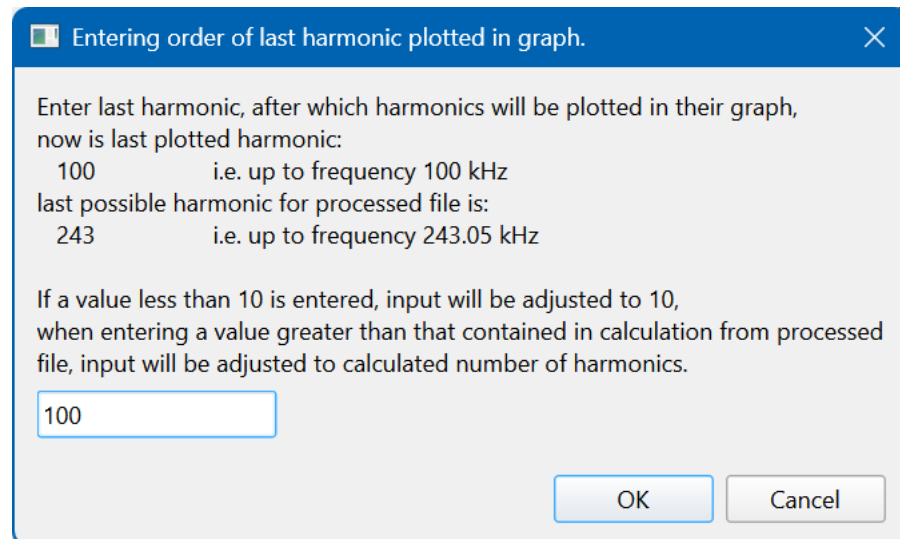 Entering order of last harmonic plotted in graph.
Enter last harmonic, after which harmonics will be plotted in their graph,
now is last plotted harmonic:
100 i.e. up to frequency 100 kHz
last possible harmonic for processed file is:
243 i.e. up to frequency 243.05 kHz
If a value less than 10 is entered, input will be adjusted to 10,
when entering a value greater than that contained in calculation from processed
file, input will be adjusted to calculated number of harmonics.
100
OK Cancel